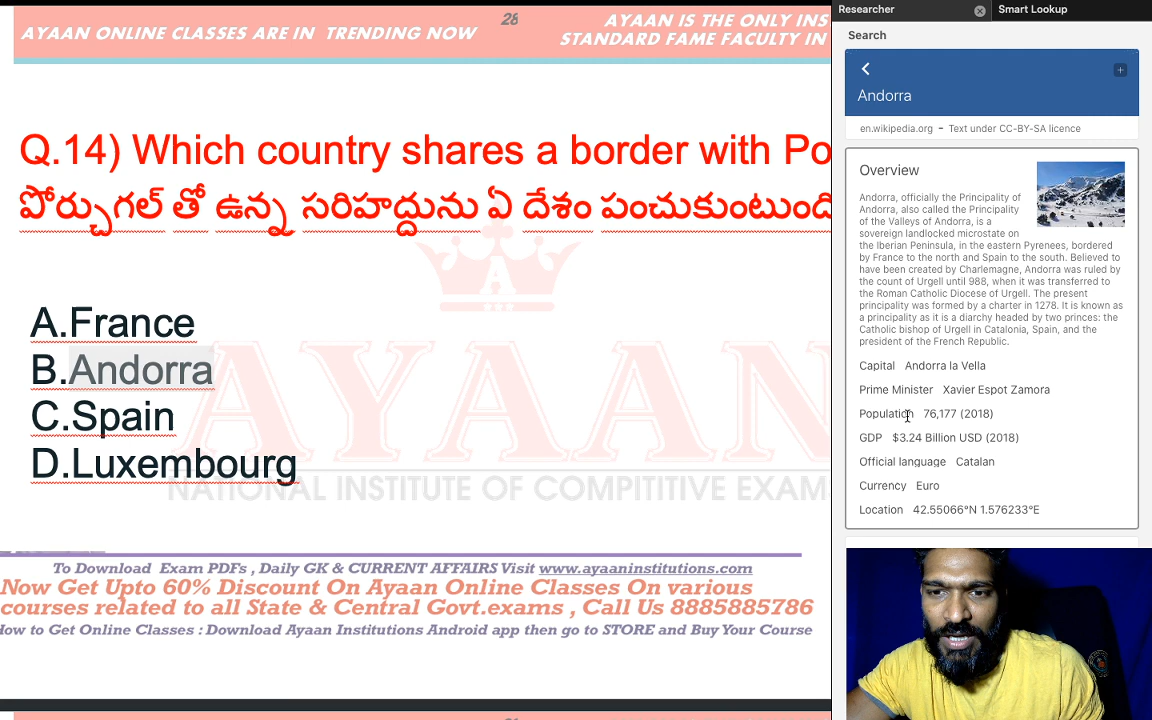 AYAAN ONLINE CLASSES ARE IN TRENDING NOW
28
AYAAN IS THE ONLY INS
STANDARD FAME FACULTY IN
Q.14) Which country shares a border with Po
పోర్చుగల్ తో ఉన్న సరిహద్దును ఏ దేశం పంచుకుంటుంది
A.France
B.Andorra
C.Spain
D.Luxembourg
A
AYAAN
NATIONAL INSTITUTE OF COMPITITIVE EXAM
To Download Exam PDFs , Daily GK & CURRENT AFFAIRS Visit www.ayaaninstitutions.com
Now Get Upto 60% Discount On Ayaan Online Classes On various
courses related to all State & Central Govt.exams , Call Us 8885885786
How to Get Online Classes : Download Ayaan Institutions Android app then go to STORE and Buy Your Course
Researcher
Smart Lookup
Search
Andorra
en.wikipedia.org - Text under CC-BY-SA licence
Overview
Andorra, officially the Principality of
Andorra, also called the Principality
of the Valleys of Andorra, is a
sovereign landlocked microstate on
the Iberian Peninsula, in the eastern Pyrenees, bordered
by France to the north and Spain to the south. Believed to
have been created by Charlemagne, Andorra was ruled by
the count of Urgell until 988, when it was transferred to
the Roman Catholic Diocese of Urgell. The present
principality was formed by a charter in 1278. It is known as
a principality as it is a diarchy headed by two princes: the
Catholic bishop of Urgell in Catalonia, Spain, and the
president of the French Republic.
Capital Andorra la Vella
Prime Minister Xavier Espot Zamora
Population 76,177 (2018)
GDP $3.24 Billion USD (2018)
Official language Catalan
Currency Euro
Location 42.55066°N 1.576233°E